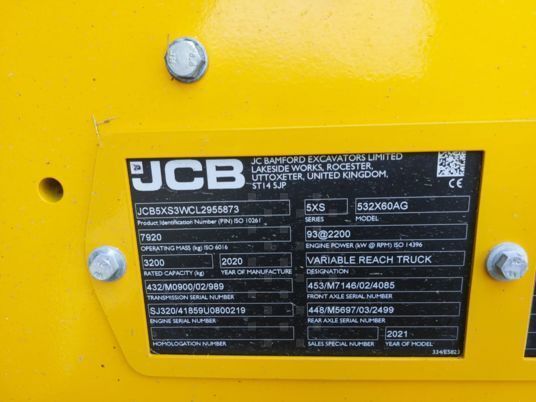 JCB
JC BAMFORD EXCAVATORS LIMITED
LAKESIDE WORKS, ROCESTER,
UTTOXETER, UNITED KINGDOM,
ST14 5JP
CE
JCB5XS3WCL2955873
Product Identification Number (PIN) ISO 10261
5XS
SERIES
532X60AG
MODEL
7920
OPERATING MASS (kg) ISO 6016
93@2200
ENGINE POWER (kW @ RPM) ISO 14396
3200
RATED CAPACITY (kg)
2020
YEAR OF MANUFACTURE
VARIABLE REACH TRUCK
DESIGNATION
432/M0900/02/989
TRANSMISSION SERIAL NUMBER
453/M7146/02/4085
FRONT AXLE SERIAL NUMBER
SJ320/41859U0800219
ENGINE SERIAL NUMBER
448/M5697/03/2499
REAR AXLE SERIAL NUMBER
HOMOLOGATION NUMBER
SALES SPECIAL NUMBER
2021
YEAR OF MODEL
334/E5823